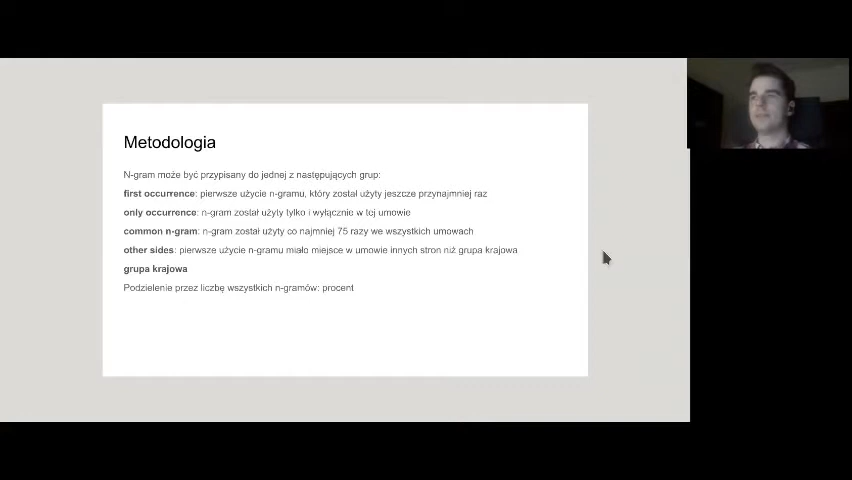 Metodologia
N-gram może być przypisany do jednej z następujących grup:
first occurrence: pierwsze użycie n-gramu, który został użyty jeszcze przynajmniej raz
only occurrence: n-gram został użyty tylko i wyłącznie w tej umowie
common n-gram: n-gram został użyty co najmniej 75 razy we wszystkich umowach
other sides: pierwsze użycie n-gramu miało miejsce w umowie innych stron niż grupa krajowa
grupa krajowa
Podzielenie przez liczbę wszystkich n-gramów: procent